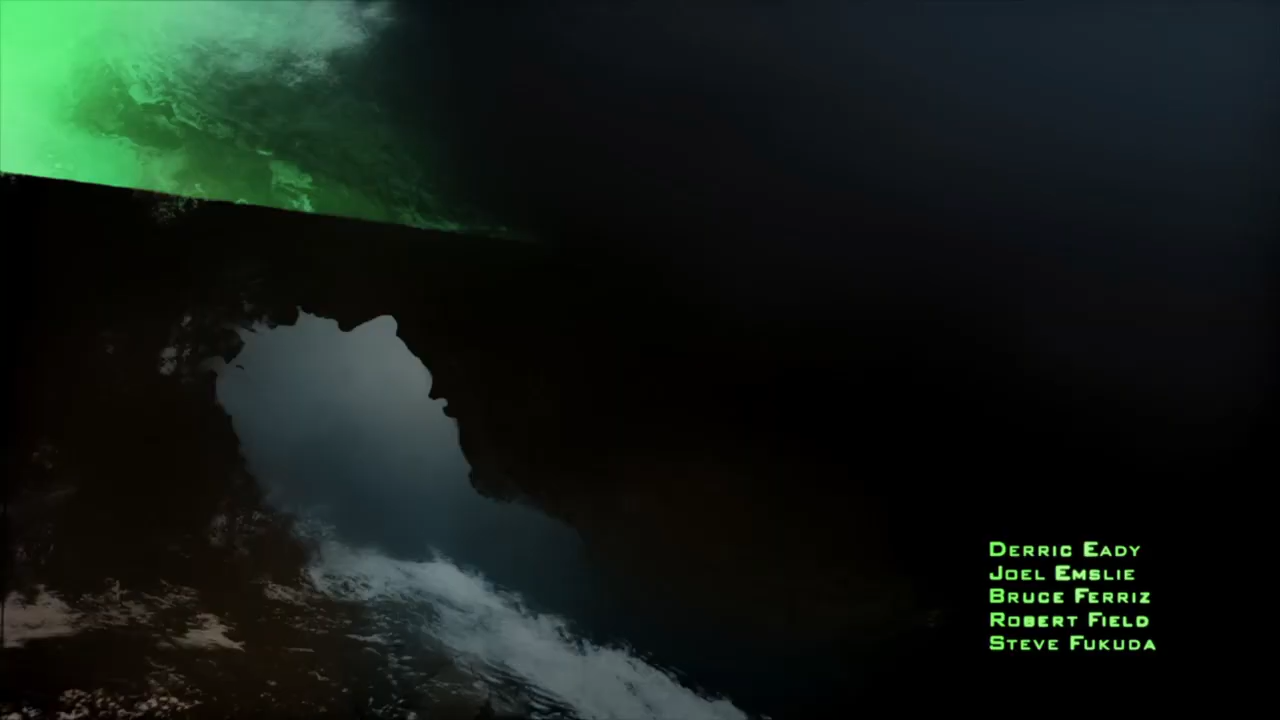 Derric Eady
Joel Emslie
Bruce Ferriz
Robert Field
Steve Fukuda